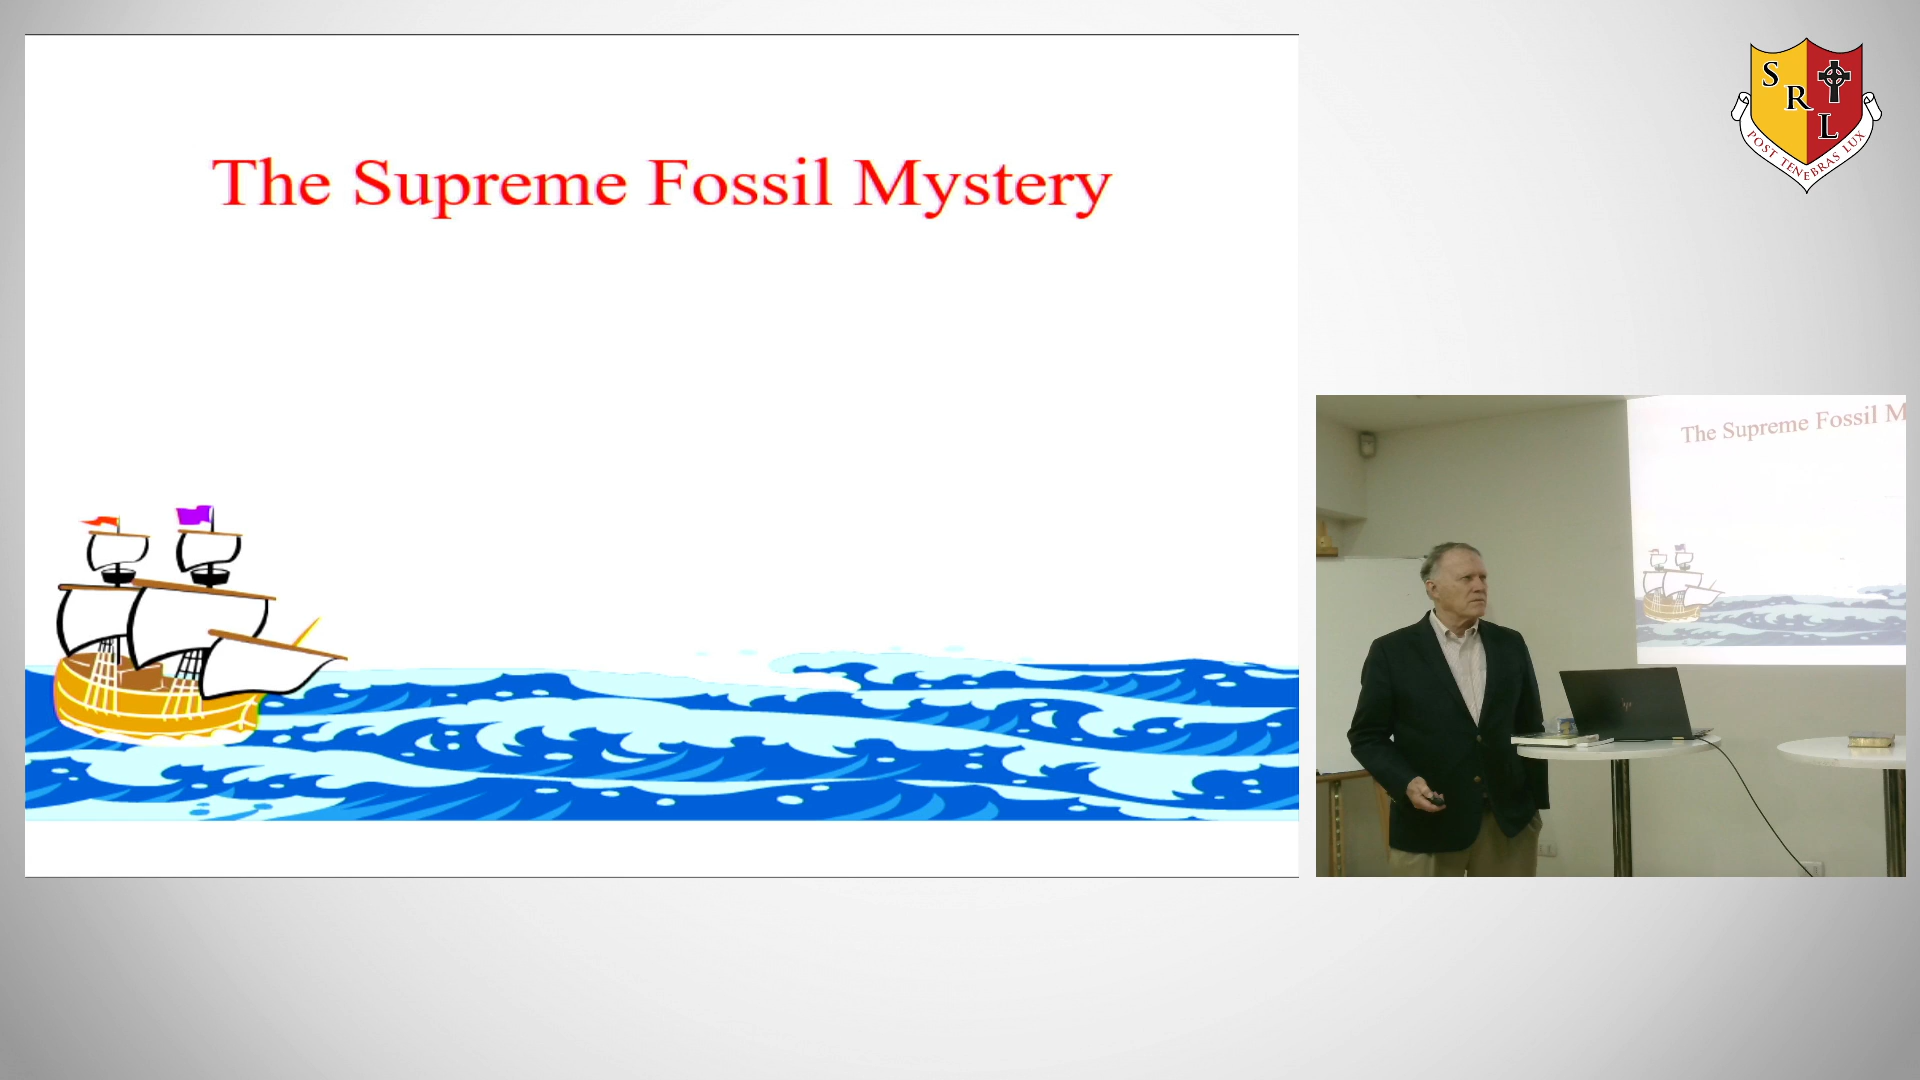 The Supreme Fossil Mystery
S
R
L
POST TENEBRAS LUX
The Supreme Fossil M